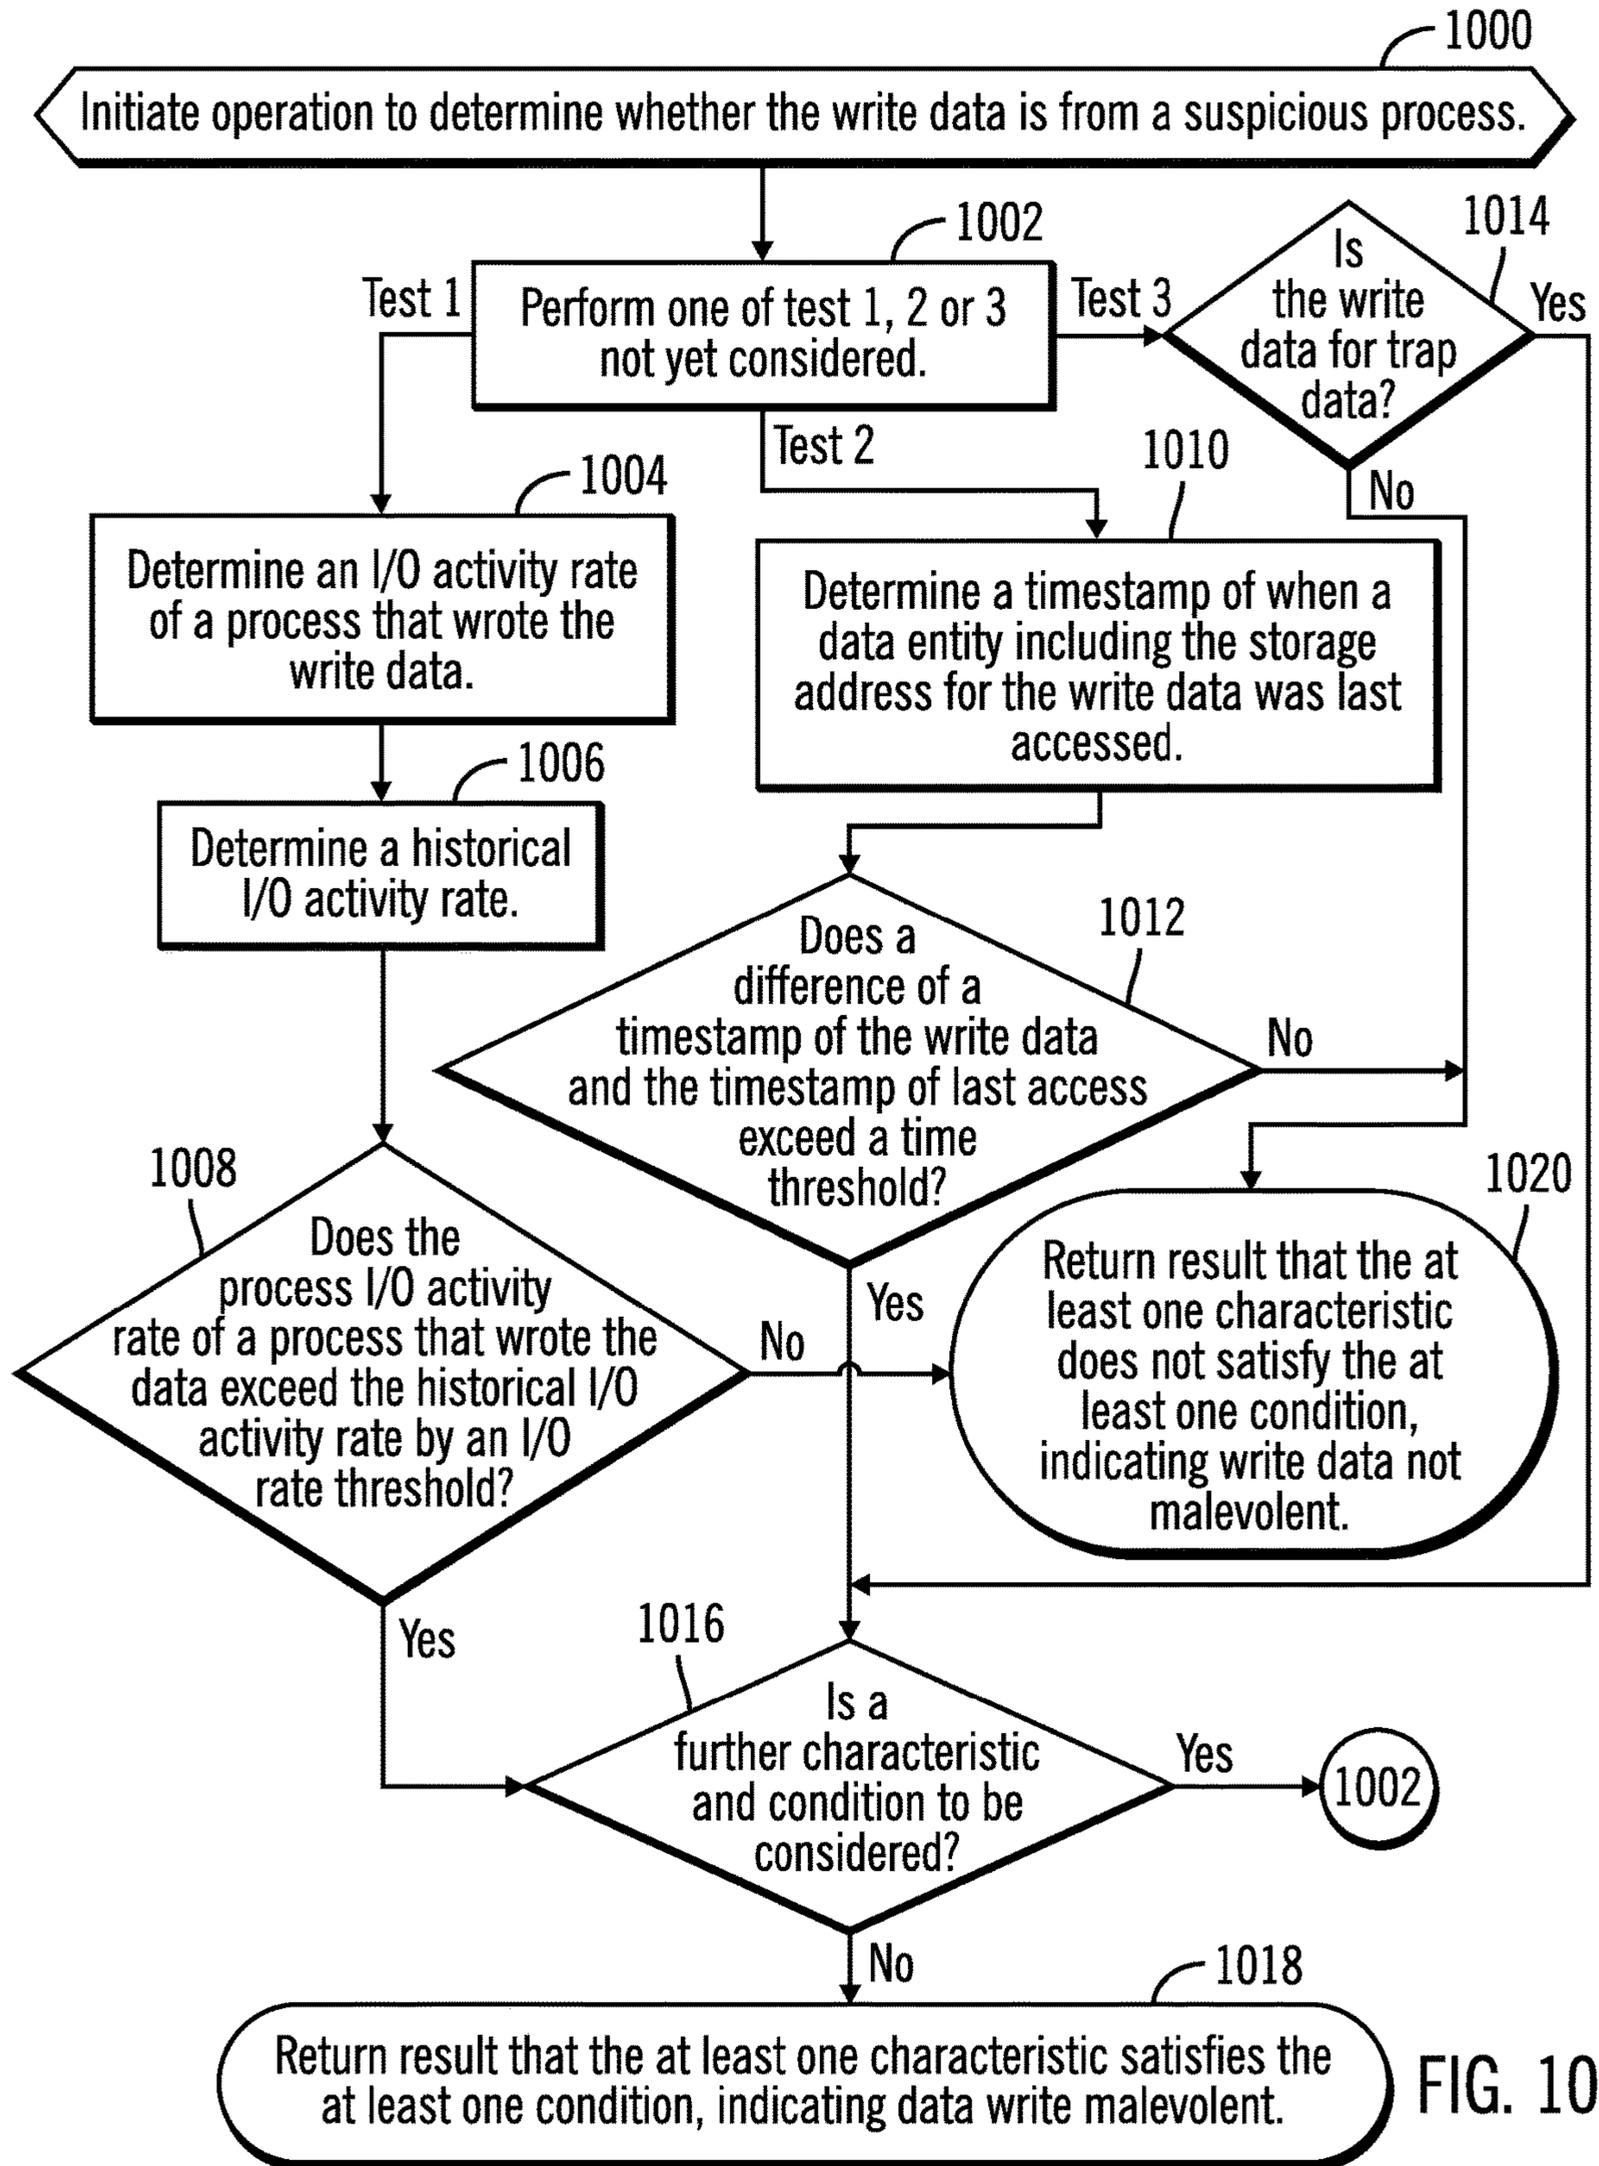 1000
Initiate operation to determine whether the write data is from a suspicious process.
1002
1014
Test 1
Perform one of test 1, 2 or 3
not yet considered.
Test 3
Is
the write
data for trap
data?
Yes
Test 2
No
1004
1010
Determine an I/O activity rate
of a process that wrote the
write data.
Determine a timestamp of when a
data entity including the storage
address for the write data was last
accessed.
1006
Determine a historical
I/O activity rate.
1012
Does a
difference of a
timestamp of the write data
and the timestamp of last access
exceed a time
threshold?
No
Yes
1008
Does the
process I/O activity
rate of a process that wrote the
data exceed the historical I/O
activity rate by an I/O
rate threshold?
No
Yes
1020
Return result that the at
least one characteristic
does not satisfy the at
least one condition,
indicating write data not
malevolent.
1016
Is a
further characteristic
and condition to be
considered?
Yes
1002
No
1018
Return result that the at least one characteristic satisfies the
at least one condition, indicating data write malevolent.
FIG. 10